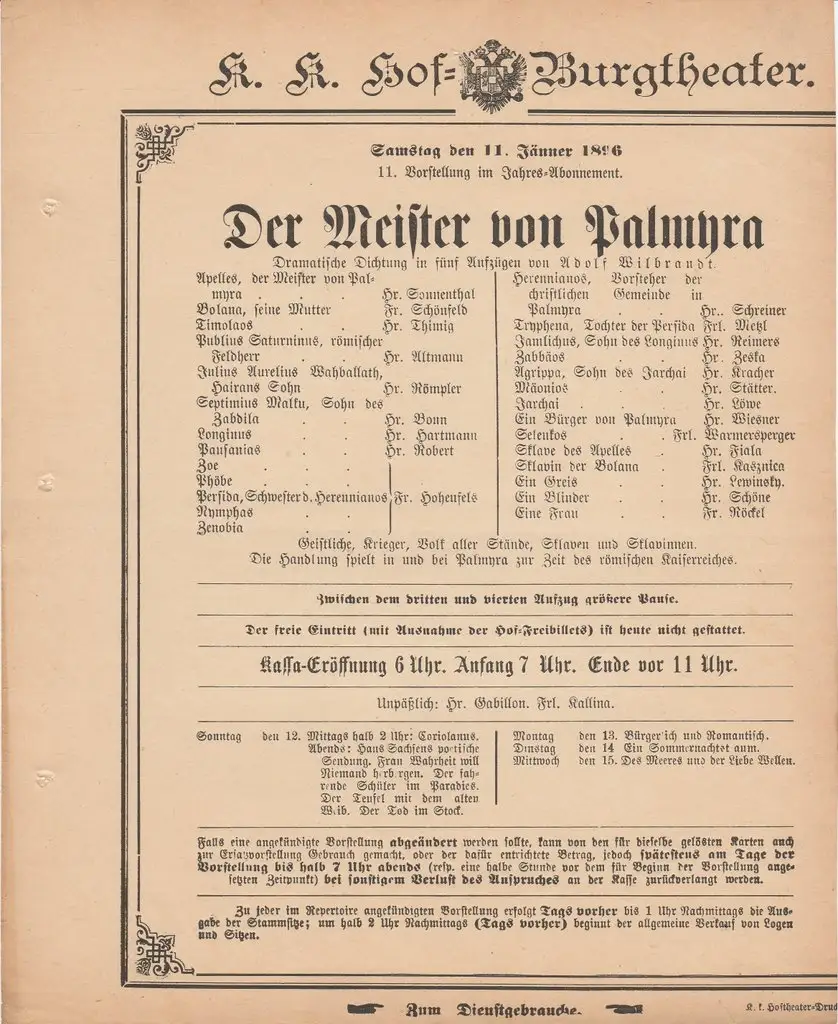 K. K. Hof-Burgtheater.
Samstag den 11. Jänner 1896
11. Vorstellung im Jahres-Abonnement.
Der Meister von Palmyra
Dramatische Dichtung in fünf Aufzügen von Adolf Wilbrandt.
Apelles, der Meister von Pal-
myra . . . Hr. Sonnenthal
Bolana, seine Mutter Fr. Schönfeld
Timolaos . . Hr. Thimig
Publius Saturninus, römischer
Feldherr . . Hr. Altmann
Julius Aurelius Wahballath,
Hairans Sohn Hr. Römpler
Septimius Malku, Sohn des
Zabdila . . Hr. Bonn
Longinus . . Hr. Hartmann
Pausanias . . Hr. Robert
Zoe . . .
Phöbe . . .
Persida, Schwester d. Herennianos Fr. Hohenfels
Nymphas . .
Zenobia . .
Herennianos, Vorsteher der
christlichen Gemeinde in
Palmyra . . Hr.. Schreiner
Tryphena, Tochter der Persida Frl. Metzl
Jamlichus, Sohn des Longinus Hr. Reimers
Zabbäos . . Hr. Zeska
Agrippa, Sohn des Jarchai Hr. Kracher
Mäonios . . Hr. Stätter.
Jarchai . . . Hr. Löwe
Ein Bürger von Palmyra Hr. Wiesner
Selenkos . . Frl. Warmersperger
Sklave des Apelles . Hr. Fiala
Sklavin der Bolana . Frl. Kasznica
Ein Greis . . Hr. Lewinsky.
Ein Blinder . . Hr. Schöne
Eine Frau . . Fr. Röckel
Geistliche, Krieger, Volk aller Stände, Sklaven und Sklavinnen.
Die Handlung spielt in und bei Palmyra zur Zeit des römischen Kaiserreiches.
Zwischen dem dritten und vierten Aufzug größere Pause.
Der freie Eintritt (mit Ausnahme der Hof-Freibillets) ist heute nicht gestattet.
Kassa-Eröffnung 6 Uhr. Anfang 7 Uhr. Ende vor 11 Uhr.
Unpäßlich: Hr. Gabillon. Frl. Kallina.
Sonntag den 12. Mittags halb 2 Uhr: Coriolanus.
Abends: Hans Sachsens poetische
Sendung. Frau Wahrheit will
Niemand herbergen. Der fah-
rende Schüler im Paradies.
Der Teufel mit dem alten
Weib. Der Tod im Stock.
Montag den 13. Bürgerlich und Romantisch.
Dinstag den 14 Ein Sommernachtstraum.
Mittwoch den 15. Des Meeres und der Liebe Wellen.
Falls eine angekündigte Vorstellung abgeändert werden sollte, kann von den für dieselbe gelösten Karten auch
zur Ersatzvorstellung Gebrauch gemacht, oder der dafür entrichtete Betrag, jedoch spätestens am Tage der
Vorstellung bis halb 7 Uhr abends (resp. eine halbe Stunde vor dem für Beginn der Vorstellung ange-
setzten Zeitpunkt) bei sonstigem Verlust des Anspruches an der Kasse zurückverlangt werden.
Zu jeder im Repertoire angekündigten Vorstellung erfolgt Tags vorher bis 1 Uhr Nachmittags die Aus-
gabe der Stammsitze; um halb 2 Uhr Nachmittags (Tags vorher) beginnt der allgemeine Verkauf von Logen
und Sitzen.
Zum Dienstgebrauche.
K. k. Hoftheater-Druc